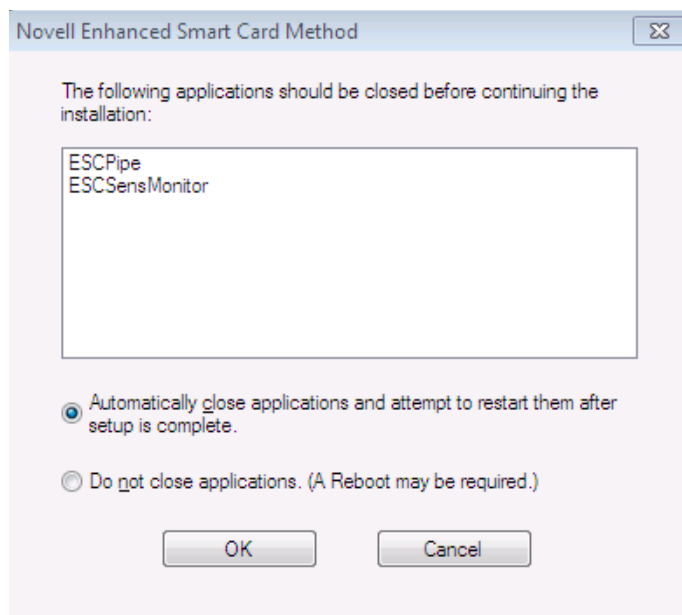 Novell Enhanced Smart Card Method
The following applications should be closed before continuing the
installation:
ESCPipe
ESCSensMonitor
Automatically close applications and attempt to restart them after
setup is complete.
Do not close applications. (A Reboot may be required.)
OK
Cancel